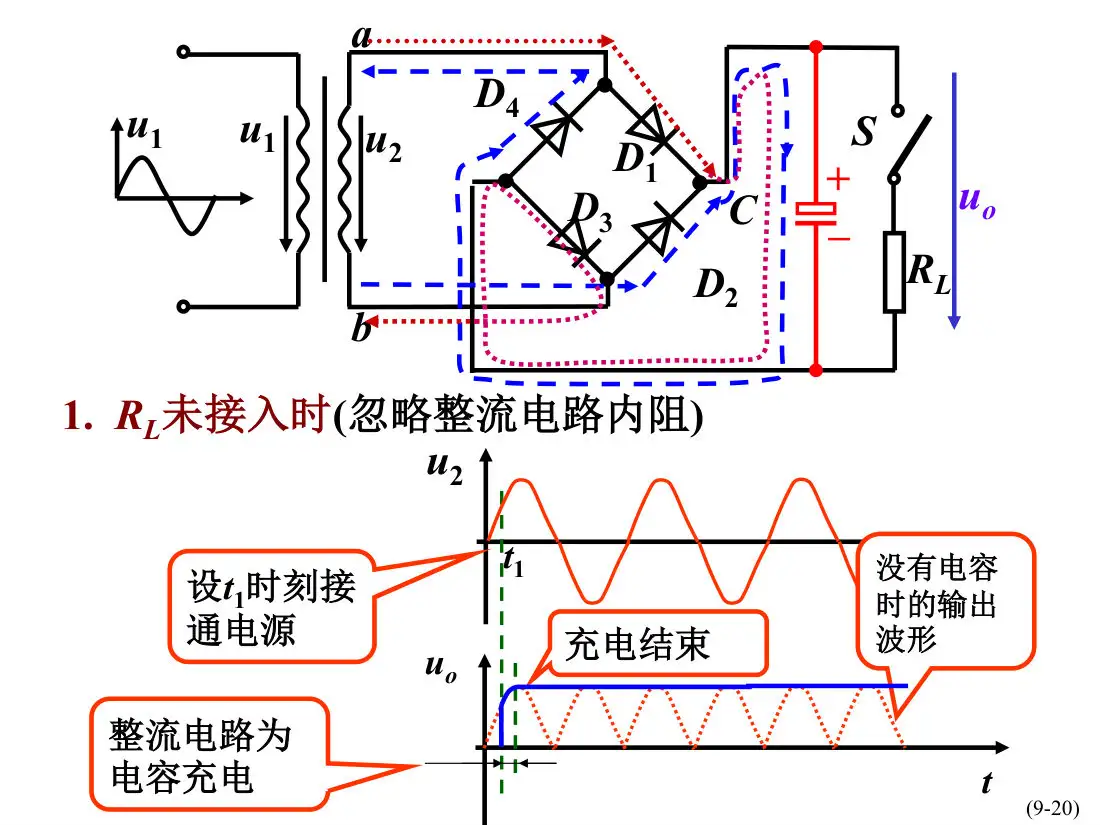 a
D4
u1
u1
u2
D1
S
+
uo
D3
C
−
RL
D2
b
1. RL未接入时(忽略整流电路内阻)
u2
t1
设t1时刻接
通电源
没有电容
时的输出
波形
充电结束
uo
整流电路为
电容充电
t
(9-20)